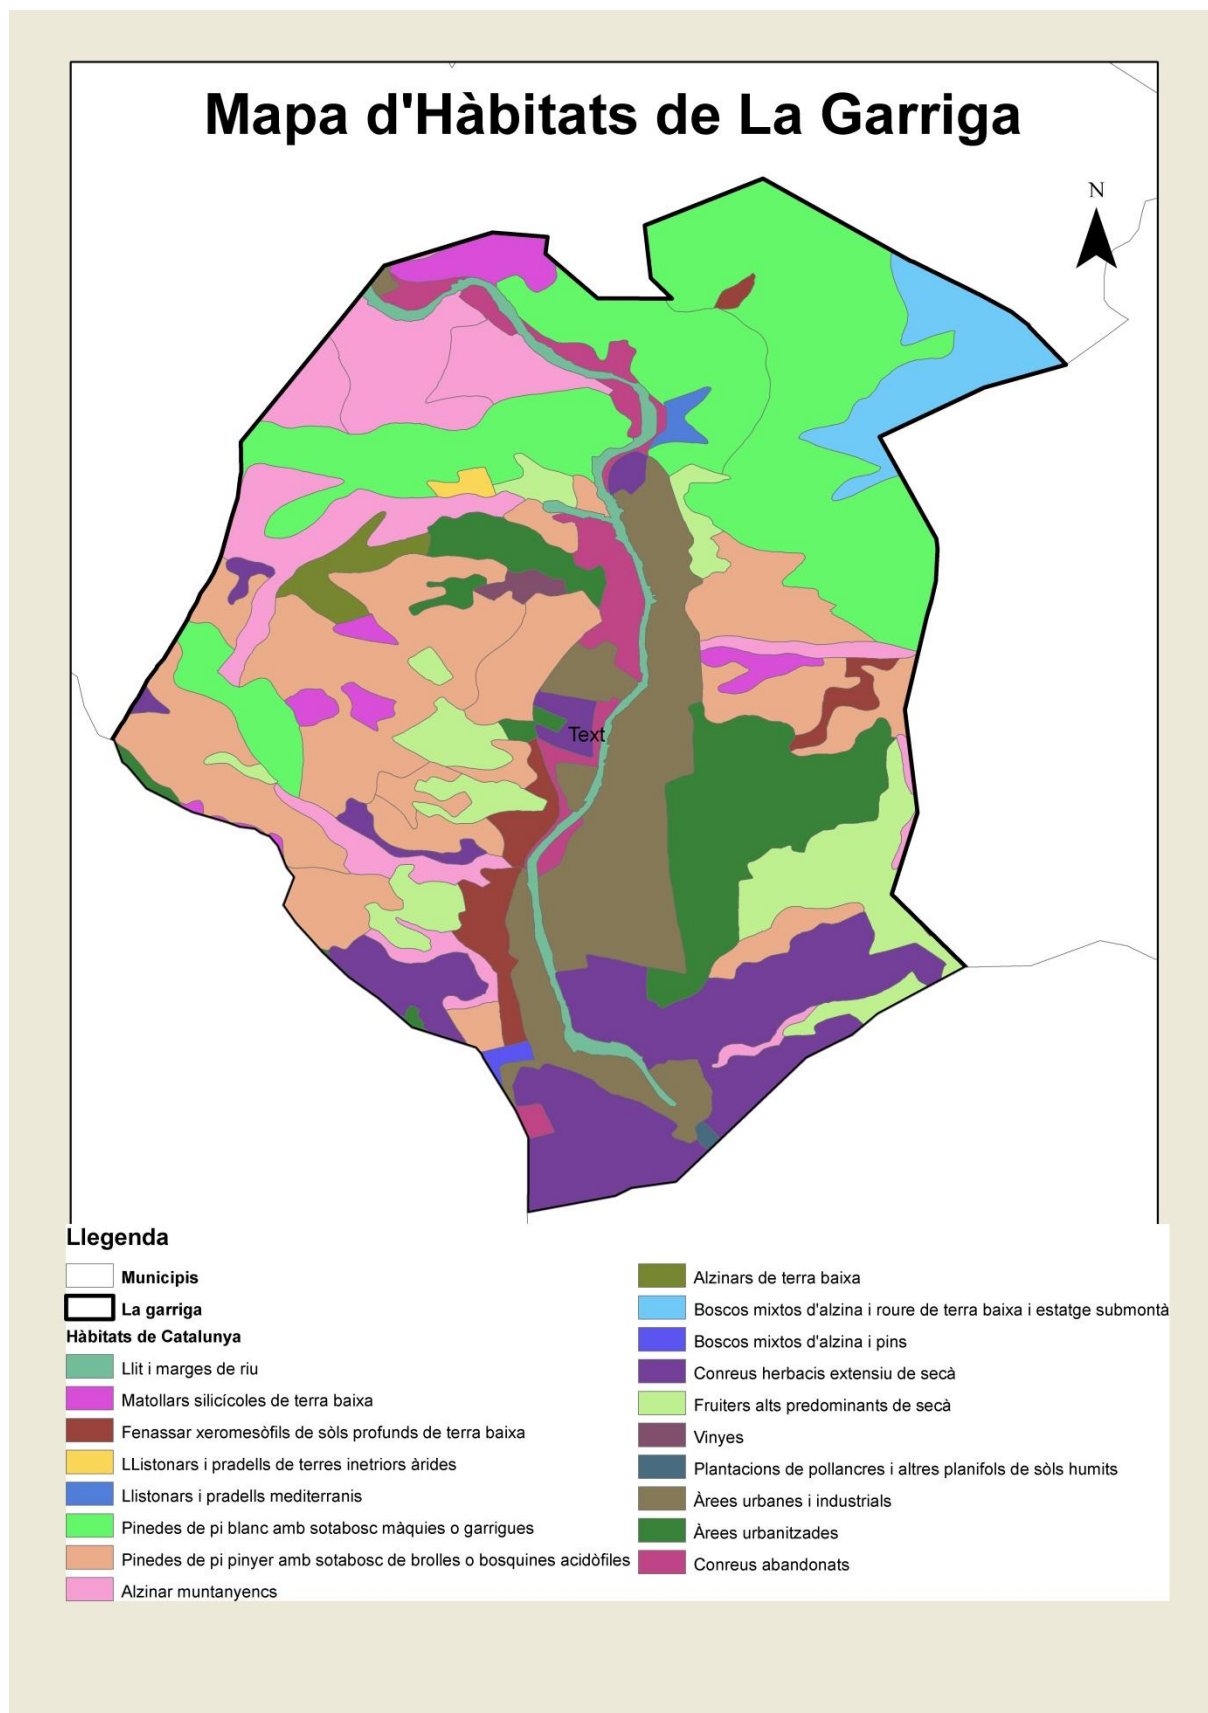 Mapa d'Hàbitats de La Garriga
N
Text
Llegenda
Municipis
La garriga
Hàbitats de Catalunya
Llit i marges de riu
Matollars silicícoles de terra baixa
Fenassar xeromesòfils de sòls profunds de terra baixa
LListonars i pradells de terres inetriors àrides
Llistonars i pradells mediterranis
Pinedes de pi blanc amb sotabosc màquies o garrigues
Pinedes de pi pinyer amb sotabosc de brolles o bosquines acidòfiles
Alzinar muntanyencs
Alzinars de terra baixa
Boscos mixtos d'alzina i roure de terra baixa i estatge submontà
Boscos mixtos d'alzina i pins
Conreus herbacis extensiu de secà
Fruiters alts predominants de secà
Vinyes
Plantacions de pollancres i altres planifols de sòls humits
Àrees urbanes i industrials
Àrees urbanitzades
Conreus abandonats